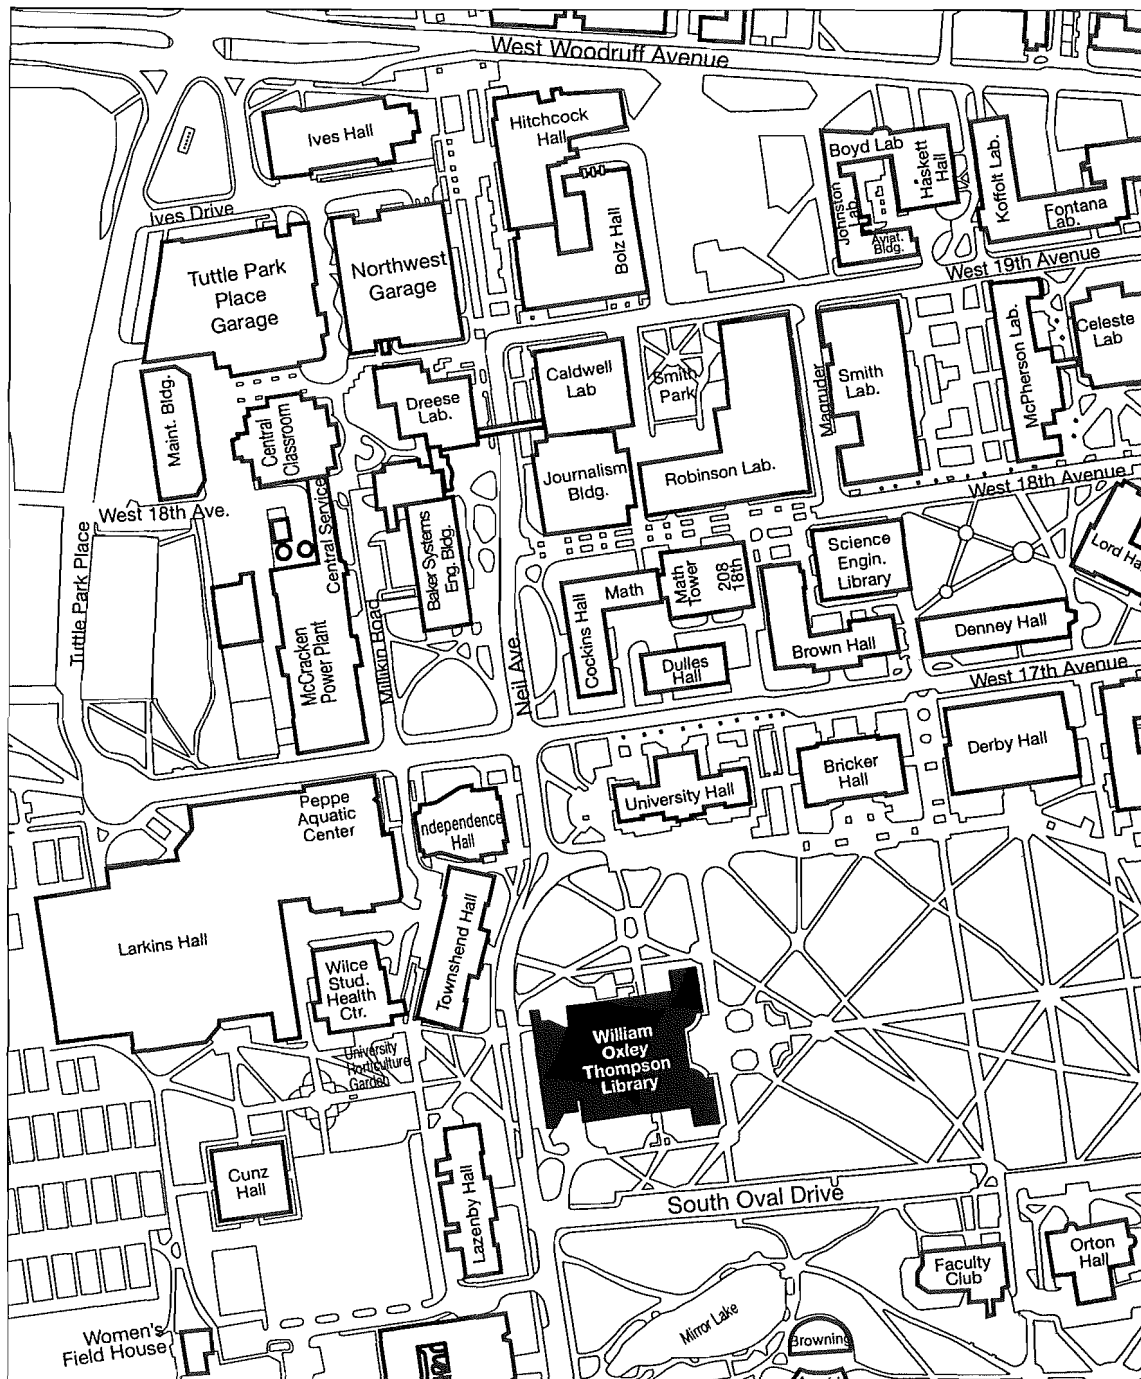 West Woodruff Avenue
Ives Hall
Hitchcock
Hall
Boyd Lab
Haskett
Hall
Koffolt Lab.
Johnston
Lab.
Aviat.
Bldg.
Fontana
Lab.
Ives Drive
Bolz Hall
Tuttle Park
Place
Garage
Northwest
Garage
West 19th Avenue
Celeste
Lab
McPherson Lab.
Caldwell
Lab
Smith
Park
Magruder
Smith
Lab.
Maint. Bldg.
Central
Classroom
Dreese
Lab.
Journalism
Bldg.
Robinson Lab.
West 18th Avenue
West 18th Ave.
Central Service
Baker Systems
Eng. Bldg.
Science
Engin.
Library
Lord Ha
Tuttle Park Place
Math
Math
Tower
208
18th
Cockins Hall
Denney Hall
McCracken
Power Plant
Millikin Road
Neil Ave.
Dulles
Hall
Brown Hall
West 17th Avenue
Derby Hall
Bricker
Hall
University Hall
Peppe
Aquatic
Center
ndependence
Hall
Larkins Hall
Townshend Hall
Wilce
Stud.
Health
Ctr.
William
Oxley
Thompson
Library
University
Horticulture
Garden
Cunz
Hall
Lazenby Hall
South Oval Drive
Faculty
Club
Orton
Hall
Mirror Lake
Women's
Field House
Browning